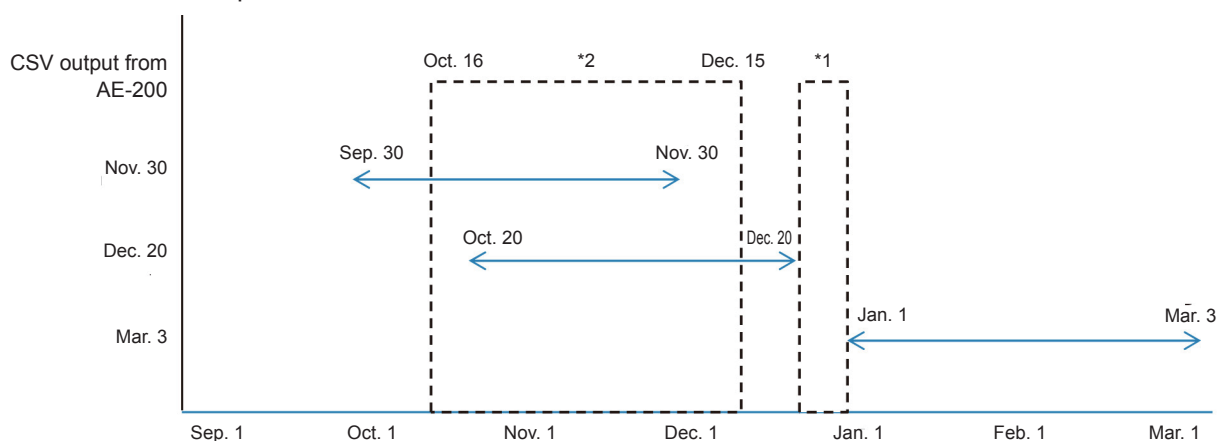 CSV output from
AE-200
Oct. 16
*2
Dec. 15
*1
Nov. 30
Sep. 30
Nov. 30
Dec. 20
Oct. 20
Dec. 20
Mar. 3
Jan. 1
Mar. 3
Sep. 1
Oct. 1
Nov. 1
Dec. 1
Jan. 1
Feb. 1
Mar. 1